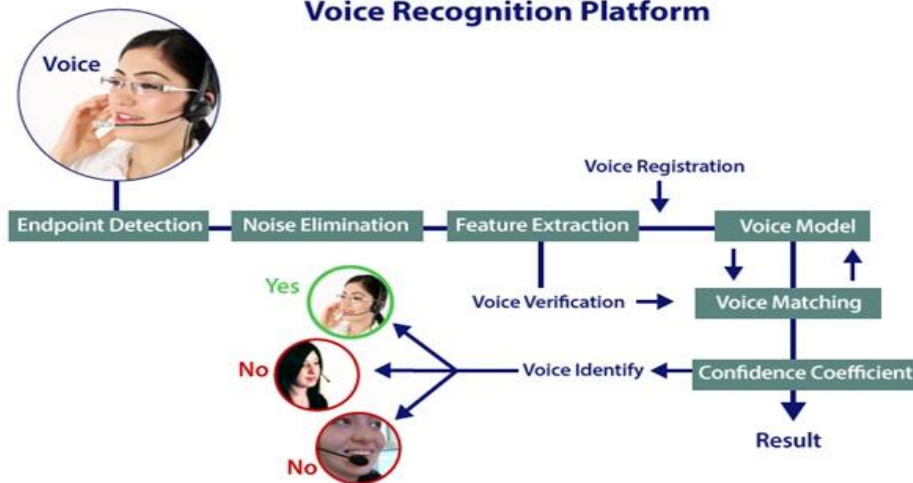 Voice Recognition Platform
Voice
Voice Registration
Endpoint Detection
Noise Elimination
Feature Extraction
Voice Model
Yes
Voice Verification
Voice Matching
No
Voice Identify
Confidence Coefficient
Result
No